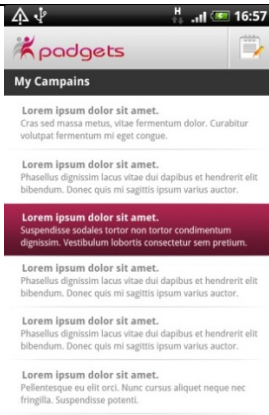 H 16:57
padgets
My Campains
Lorem ipsum dolor sit amet.
Cras sed massa metus, vitae fermentum dolor. Curabitur
volutpat fermentum mi eget congue.
Lorem ipsum dolor sit amet.
Phasellus dignissim lacus vitae dui dapibus et hendrerit elit
bibendum. Donec quis mi sagittis ipsum varius auctor.
Lorem ipsum dolor sit amet.
Suspendisse sodales tortor non tortor condimentum
dignissim. Vestibulum lobortis consectetur sem pretium.
Lorem ipsum dolor sit amet.
Phasellus dignissim lacus vitae dui dapibus et hendrerit elit
bibendum. Donec quis mi sagittis ipsum varius auctor.
Lorem ipsum dolor sit amet.
Phasellus dignissim lacus vitae dui dapibus et hendrerit elit
bibendum. Donec quis mi sagittis ipsum varius auctor.
Lorem ipsum dolor sit amet.
Pellentesque eu elit orci. Nunc cursus aliquet neque nec
fringilla. Suspendisse potenti.